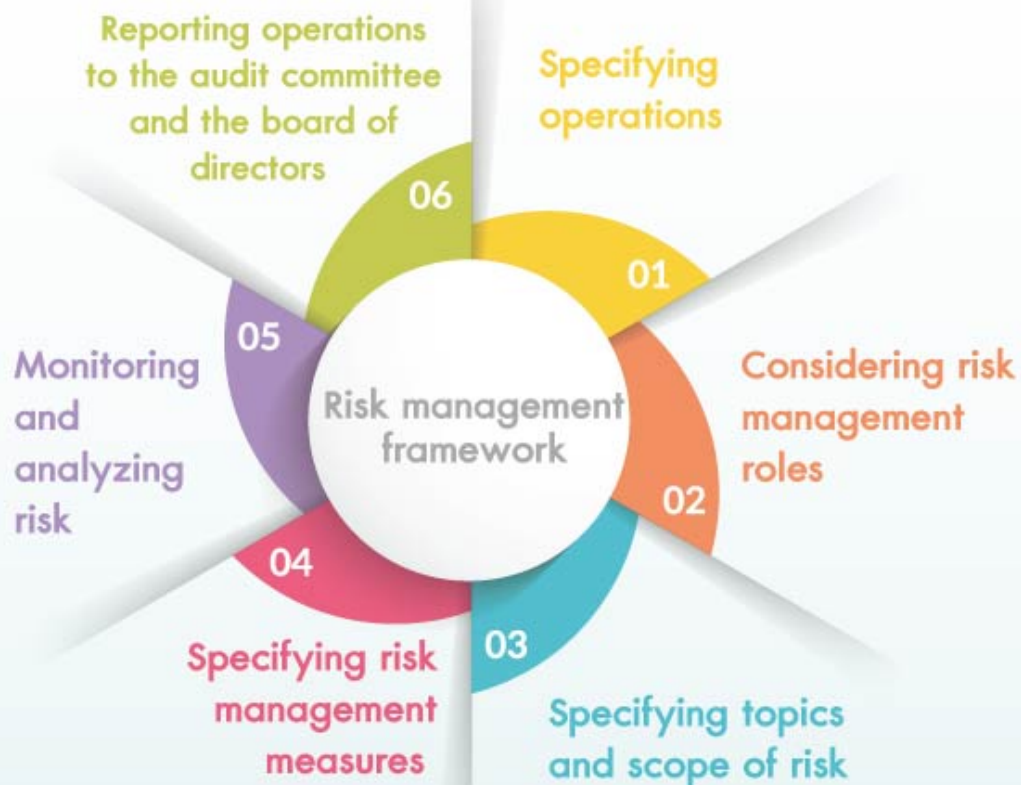 Risk management
framework
01
Specifying
operations
02
Considering risk
management
roles
03
Specifying topics
and scope of risk
04
Specifying risk
management
measures
05
Monitoring
and
analyzing
risk
06
Reporting operations
to the audit committee
and the board of
directors